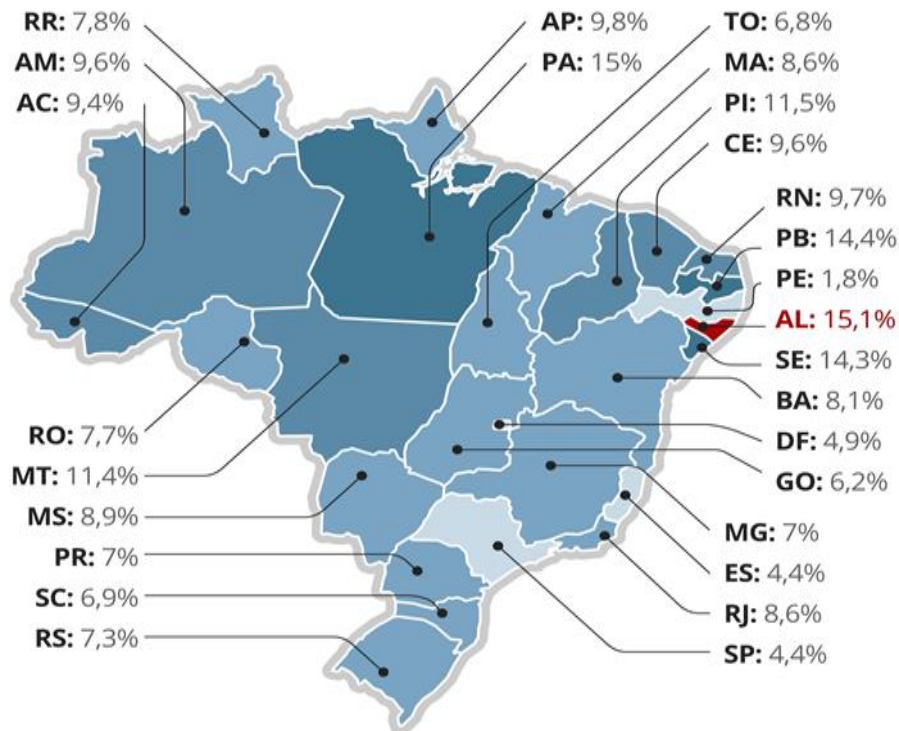 RR: 7,8%
AM: 9,6%
AC: 9,4%
AP: 9,8%
PA: 15%
TO: 6,8%
MA: 8,6%
PI: 11,5%
CE: 9,6%
RN: 9,7%
PB: 14,4%
PE: 1,8%
AL: 15,1%
SE: 14,3%
BA: 8,1%
DF: 4,9%
GO: 6,2%
RO: 7,7%
MT: 11,4%
MS: 8,9%
PR: 7%
SC: 6,9%
RS: 7,3%
MG: 7%
ES: 4,4%
RJ: 8,6%
SP: 4,4%